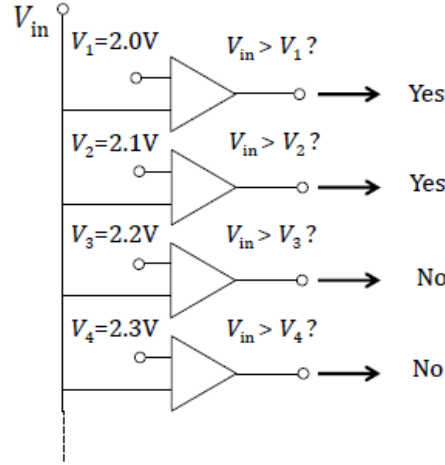 V_in
V_1=2.0V V_in > V_1 ?
Yes
V_2=2.1V V_in > V_2 ?
Yes
V_3=2.2V V_in > V_3 ?
No
V_4=2.3V V_in > V_4 ?
No